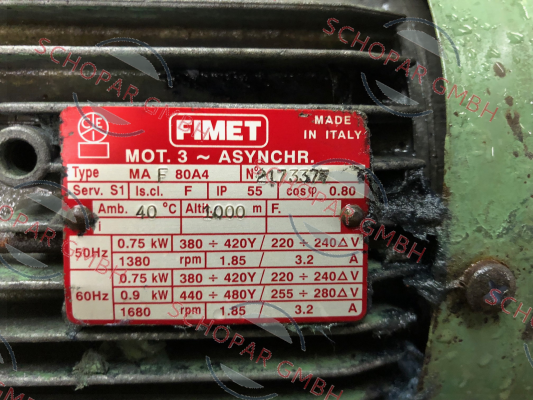 FIMET
MADE
IN ITALY
MOT. 3 ~ ASYNCHR.
Type MA F 80A4 N°
Serv. S1 Is.cl. F IP 55 cosφ 0.80
Amb. 40 °C Altit 1000 m F.
i
50Hz 0.75 kW 380 ÷ 420Y / 220 ÷ 240△ V
1380 rpm 1.85 / 3.2 A
60Hz 0.75 kW 380 ÷ 420Y / 220 ÷ 240△ V
0.9 kW 440 ÷ 480Y / 255 ÷ 280△ V
1680 rpm 1.85 / 3.2 A
SCHOPAR GMBH